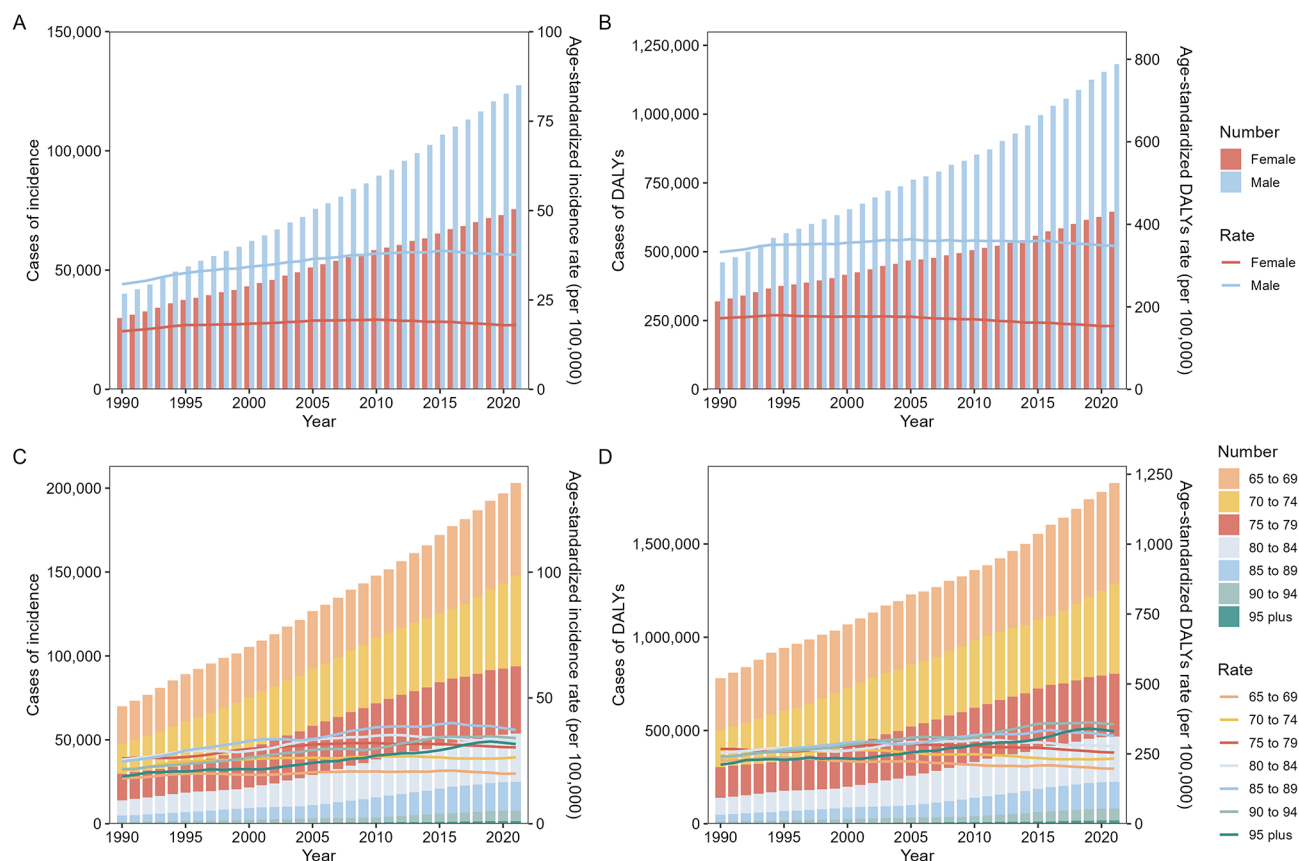 A
B
150,000
100,000
50,000
0
Cases of incidence
100
75
50
25
0
Age-standardized incidence rate (per 100,000)
1990
1995
2000
2005
2010
2015
2020
Year
1,250,000
1,000,000
750,000
500,000
250,000
0
Cases of DALYs
800
600
400
200
0
Age-standardized DALYs rate (per 100,000)
1990
1995
2000
2005
2010
2015
2020
Year
Number
Female
Male
Rate
Female
Male
C
D
200,000
150,000
100,000
50,000
0
Cases of incidence
100
50
0
Age-standardized incidence rate (per 100,000)
1990
1995
2000
2005
2010
2015
2020
Year
1,500,000
1,000,000
500,000
0
Cases of DALYs
1,250
1,000
750
500
250
0
Age-standardized DALYs rate (per 100,000)
1990
1995
2000
2005
2010
2015
2020
Year
Number
65 to 69
70 to 74
75 to 79
80 to 84
85 to 89
90 to 94
95 plus
Rate
65 to 69
70 to 74
75 to 79
80 to 84
85 to 89
90 to 94
95 plus